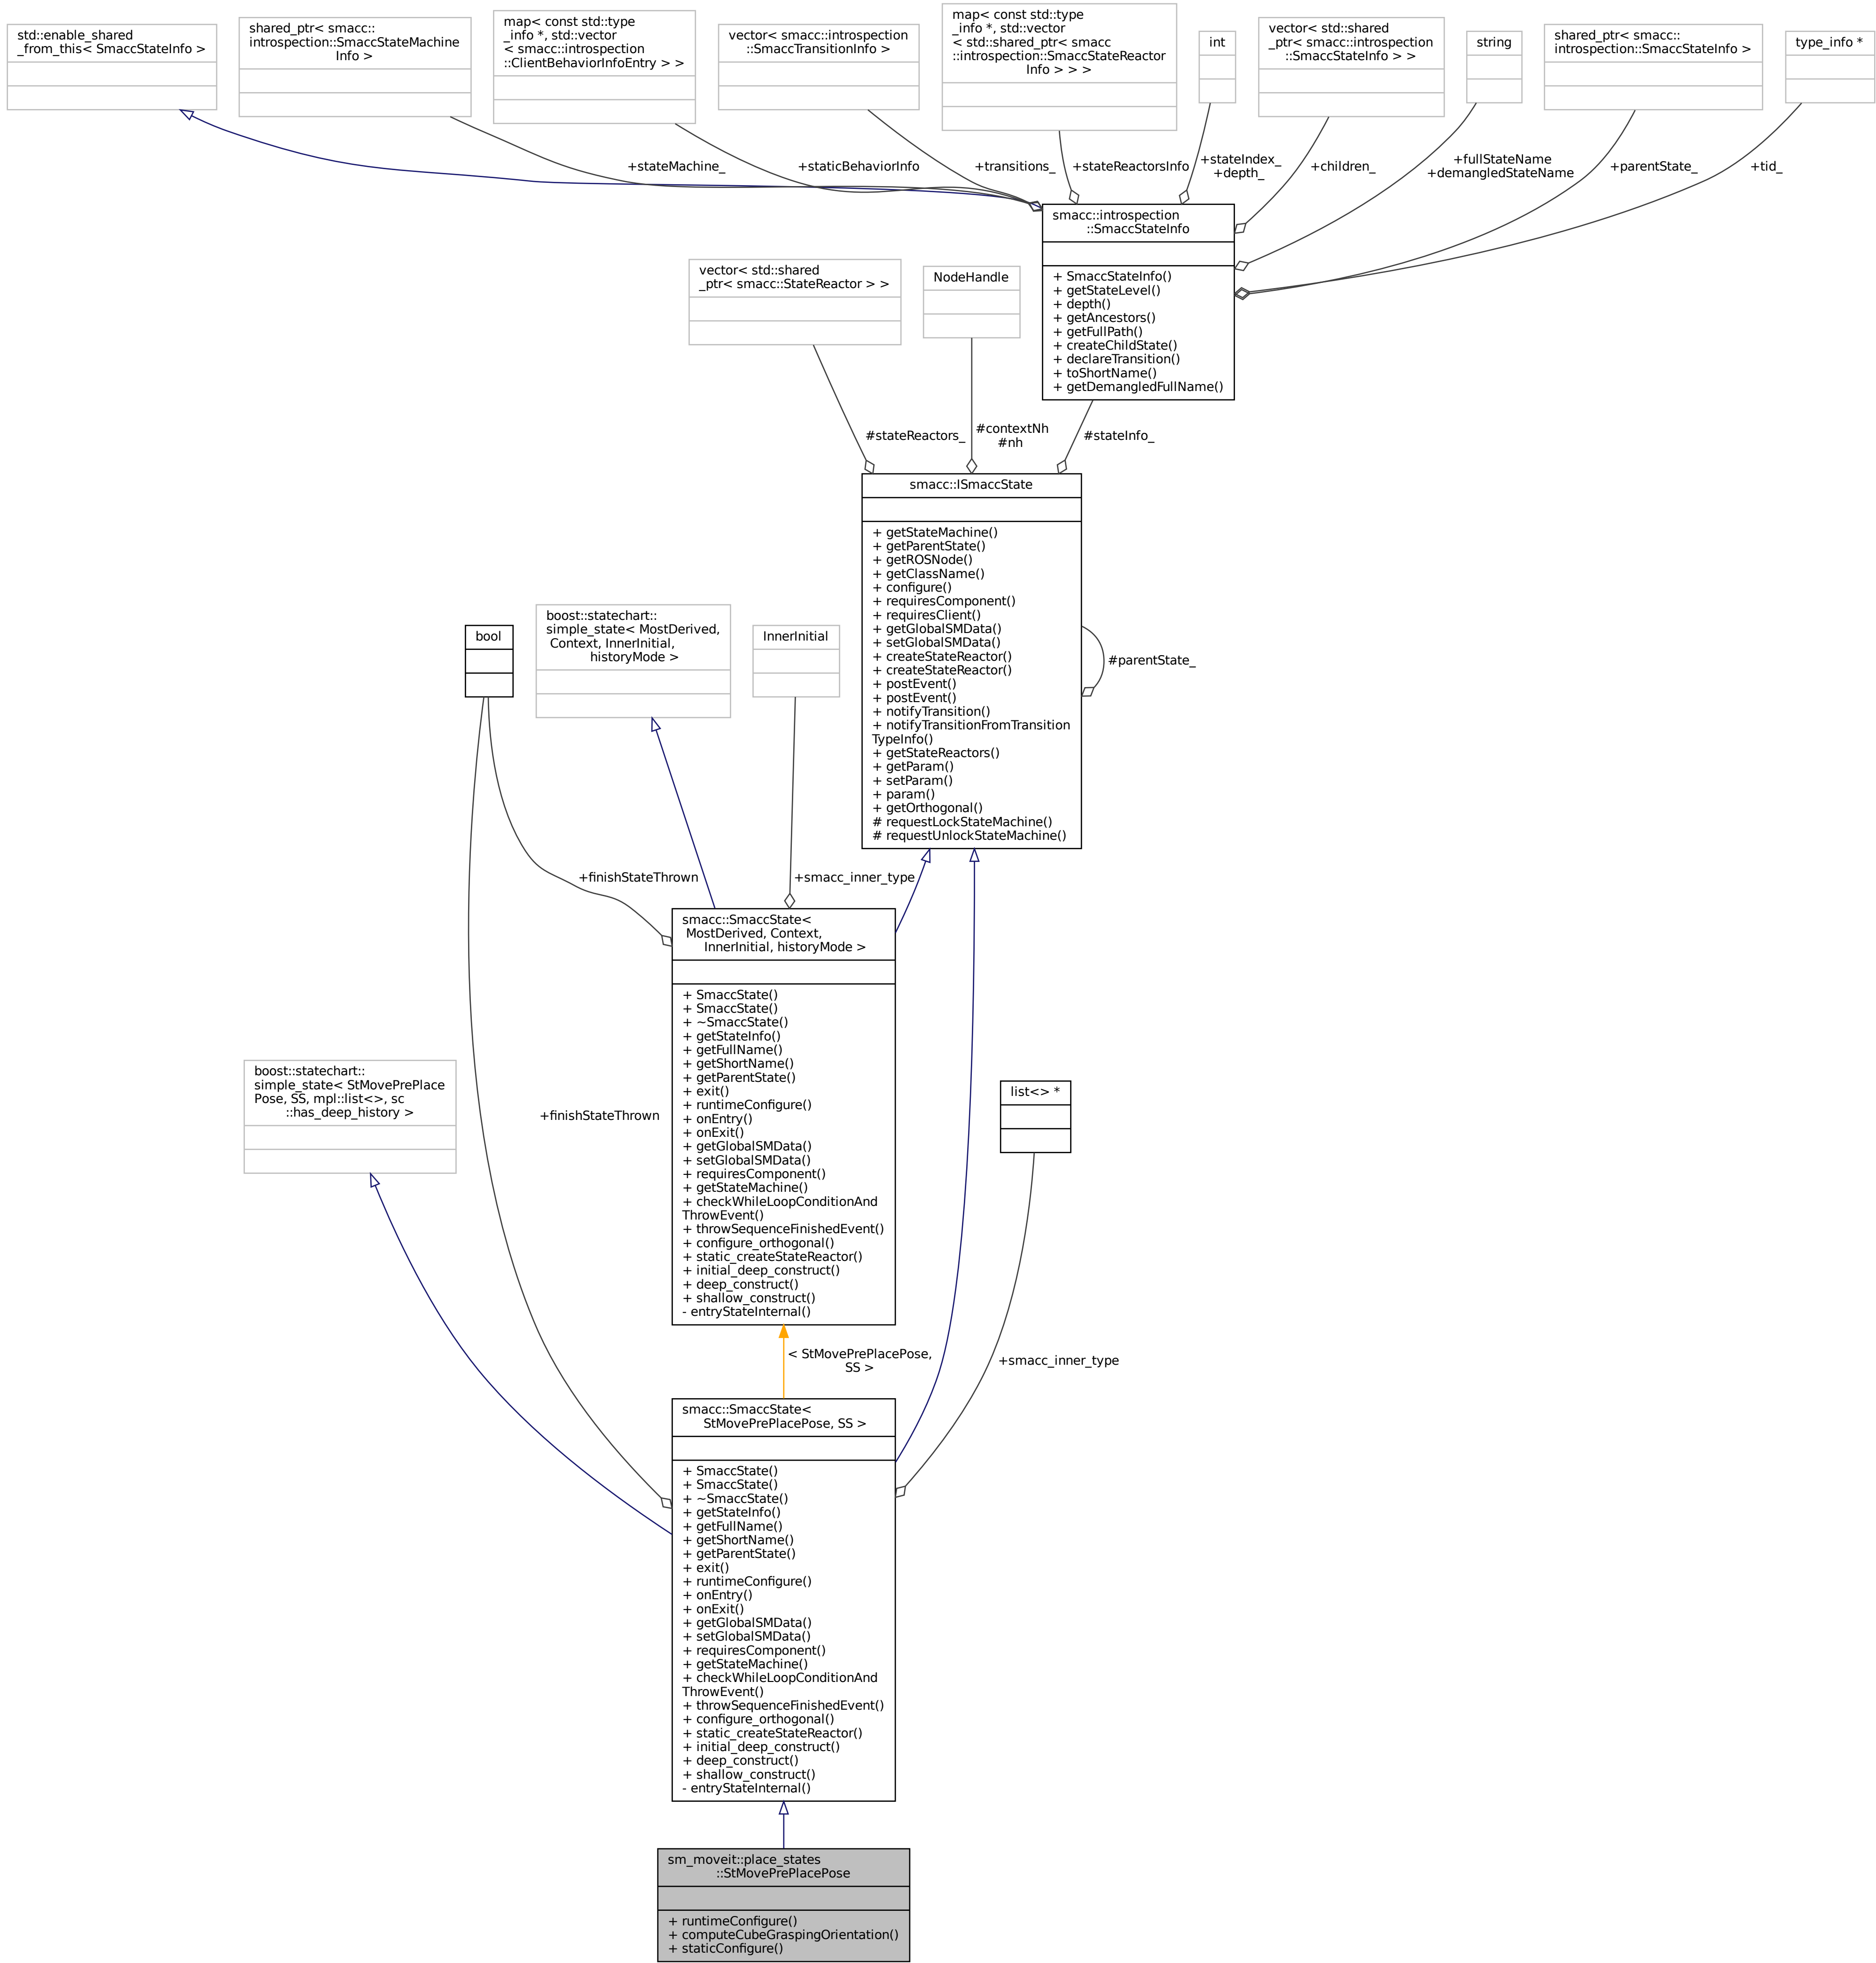 std::enable_shared
_from_this< SmaccStateInfo >
shared_ptr< smacc::
introspection::SmaccStateMachine
Info >
map< const std::type
_info *, std::vector
< smacc::introspection
::ClientBehaviorInfoEntry > >
vector< smacc::introspection
::SmaccTransitionInfo >
map< const std::type
_info *, std::vector
< std::shared_ptr< smacc
::introspection::SmaccStateReactor
Info > > >
int
vector< std::shared
_ptr< smacc::introspection
::SmaccStateInfo > >
string
shared_ptr< smacc::
introspection::SmaccStateInfo >
type_info *
+stateMachine_
+staticBehaviorInfo
+transitions_
+stateReactorsInfo
+stateIndex_
+depth_
+children_
+fullStateName
+demangledStateName
+parentState_
+tid_
smacc::introspection
::SmaccStateInfo
+ SmaccStateInfo()
+ getStateLevel()
+ depth()
+ getAncestors()
+ getFullPath()
+ createChildState()
+ declareTransition()
+ toShortName()
+ getDemangledFullName()
vector< std::shared
_ptr< smacc::StateReactor > >
NodeHandle
#stateReactors_
#contextNh
#nh
#stateInfo_
smacc::ISmaccState
+ getStateMachine()
+ getParentState()
+ getROSNode()
+ getClassName()
+ configure()
+ requiresComponent()
+ requiresClient()
+ getGlobalSMData()
+ setGlobalSMData()
+ createStateReactor()
+ createStateReactor()
+ postEvent()
+ postEvent()
+ notifyTransition()
+ notifyTransitionFromTransition
TypeInfo()
+ getStateReactors()
+ getParam()
+ setParam()
+ param()
+ getOrthogonal()
# requestLockStateMachine()
# requestUnlockStateMachine()
#parentState_
bool
boost::statechart::
simple_state< MostDerived,
Context, InnerInitial,
historyMode >
InnerInitial
+finishStateThrown
+smacc_inner_type
smacc::SmaccState<
MostDerived, Context,
InnerInitial, historyMode >
+ SmaccState()
+ SmaccState()
+ ~SmaccState()
+ getStateInfo()
+ getFullName()
+ getShortName()
+ getParentState()
+ exit()
+ runtimeConfigure()
+ onEntry()
+ onExit()
+ getGlobalSMData()
+ setGlobalSMData()
+ requiresComponent()
+ getStateMachine()
+ checkWhileLoopConditionAnd
ThrowEvent()
+ throwSequenceFinishedEvent()
+ configure_orthogonal()
+ static_createStateReactor()
+ initial_deep_construct()
+ deep_construct()
+ shallow_construct()
- entryStateInternal()
boost::statechart::
simple_state< StMovePrePlace
Pose, SS, mpl::list<>, sc
::has_deep_history >
+finishStateThrown
list<> *
< StMovePrePlacePose,
SS >
+smacc_inner_type
smacc::SmaccState<
StMovePrePlacePose, SS >
+ SmaccState()
+ SmaccState()
+ ~SmaccState()
+ getStateInfo()
+ getFullName()
+ getShortName()
+ getParentState()
+ exit()
+ runtimeConfigure()
+ onEntry()
+ onExit()
+ getGlobalSMData()
+ setGlobalSMData()
+ requiresComponent()
+ getStateMachine()
+ checkWhileLoopConditionAnd
ThrowEvent()
+ throwSequenceFinishedEvent()
+ configure_orthogonal()
+ static_createStateReactor()
+ initial_deep_construct()
+ deep_construct()
+ shallow_construct()
- entryStateInternal()
sm_moveit::place_states
::StMovePrePlacePose
+ runtimeConfigure()
+ computeCubeGraspingOrientation()
+ staticConfigure()